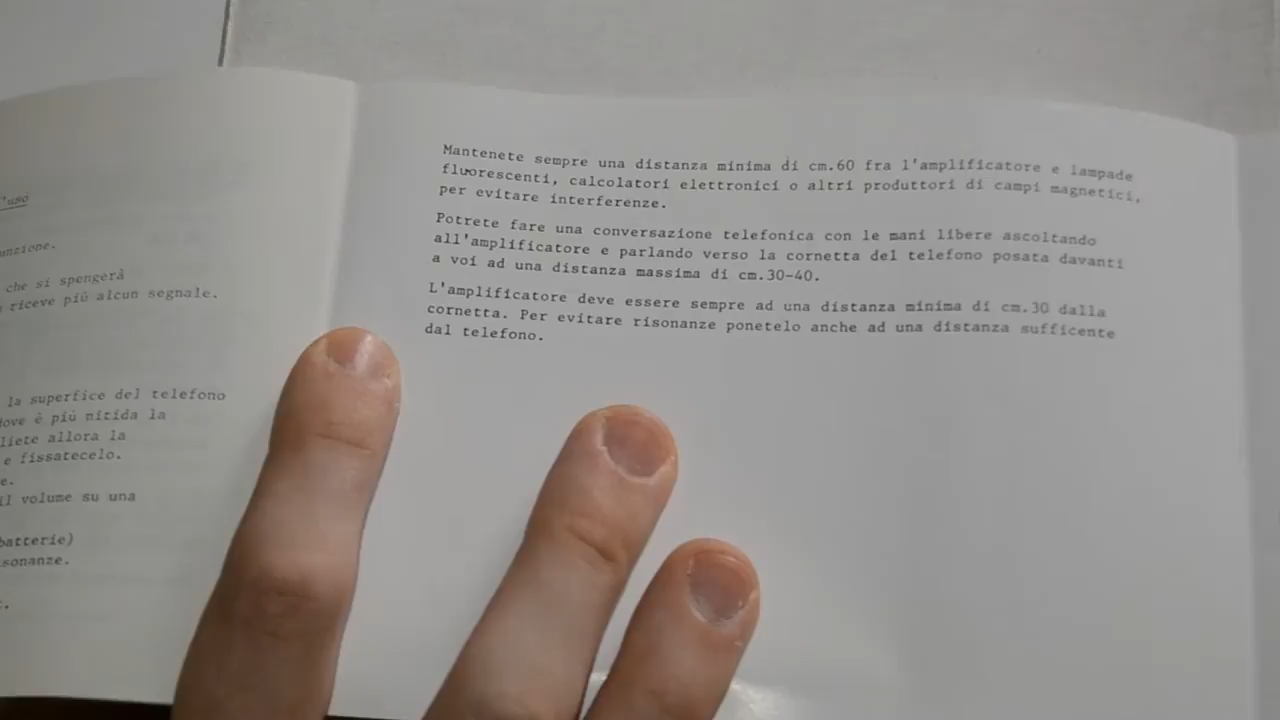 'uso
unzione.
che si spengerà
riceve più alcun segnale.
la superfice del telefono
dove è più nitida la
liete allora la
e fissatecelo.
e.
il volume su una
batterie)
sonanze.
Mantenete sempre una distanza minima di cm.60 fra l'amplificatore e lampade
fluorescenti, calcolatori elettronici o altri produttori di campi magnetici,
per evitare interferenze.
Potrete fare una conversazione telefonica con le mani libere ascoltando
all'amplificatore e parlando verso la cornetta del telefono posata davanti
a voi ad una distanza massima di cm.30-40.
L'amplificatore deve essere sempre ad una distanza minima di cm.30 dalla
cornetta. Per evitare risonanze ponetelo anche ad una distanza sufficente
dal telefono.